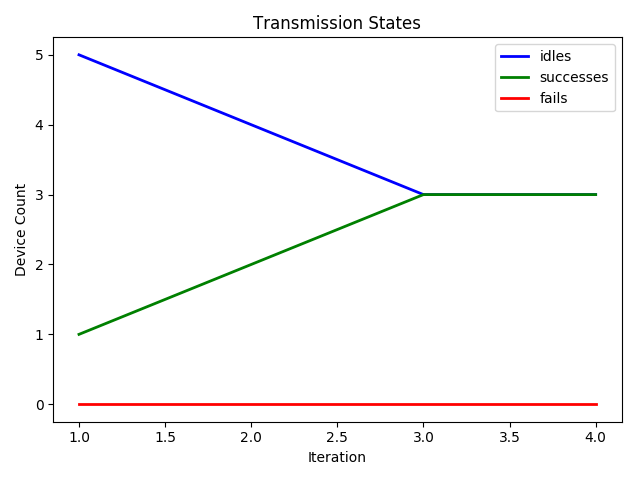 Transmission States
idles
successes
fails
Device Count
5
4
3
2
1
0
1.0 1.5 2.0 2.5 3.0 3.5 4.0
Iteration